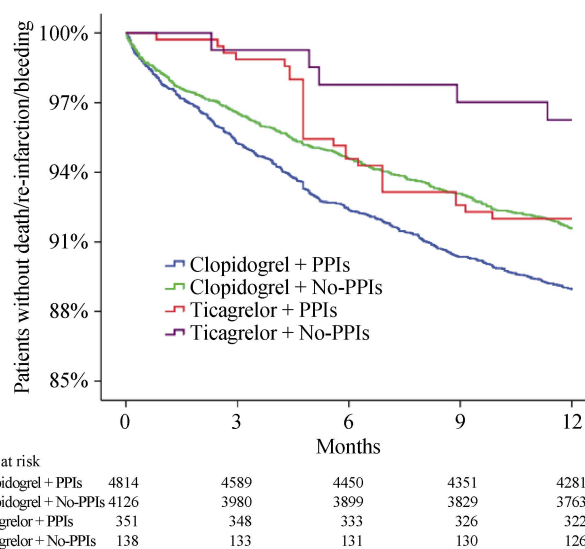 Patients without death/re-infarction/bleeding
100%
97%
94%
91%
88%
85%
Clopidogrel + PPIs
Clopidogrel + No-PPIs
Ticagrelor + PPIs
Ticagrelor + No-PPIs
0 3 6 9 12
Months
at risk
pidogrel + PPIs 4814 4589 4450 4351 4281
pidogrel + No-PPIs 4126 3980 3899 3829 3763
agrelor + PPIs 351 348 333 326 322
agrelor + No-PPIs 138 133 131 130 126